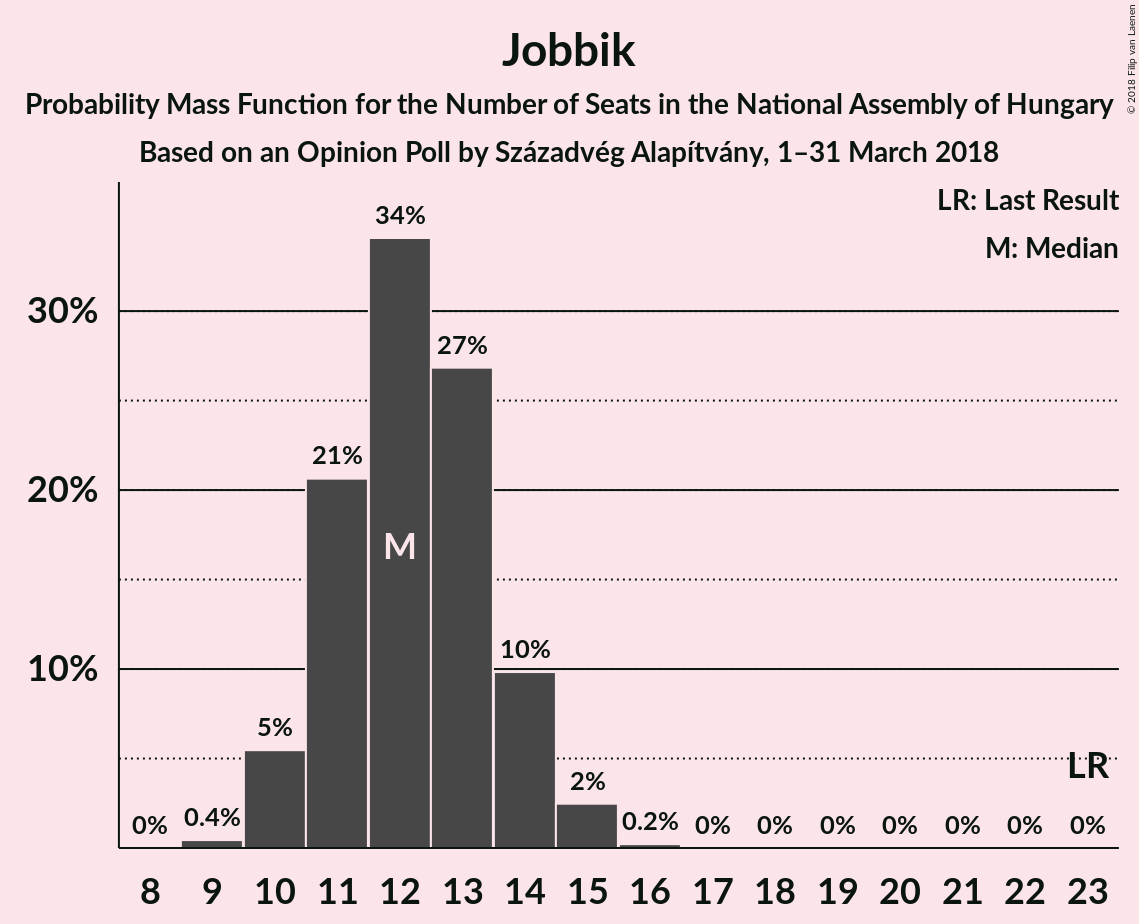 Jobbik
Probability Mass Function for the Number of Seats in the National Assembly of Hungary
Based on an Opinion Poll by Századvég Alapítvány, 1–31 March 2018
© 2018 Filip van Laenen
LR: Last Result
M: Median
34%
30%
27%
21%
20%
M
10%
10%
5%
LR
2%
0% 0.4% 0.2% 0% 0% 0% 0% 0% 0% 0%
8 9 10 11 12 13 14 15 16 17 18 19 20 21 22 23